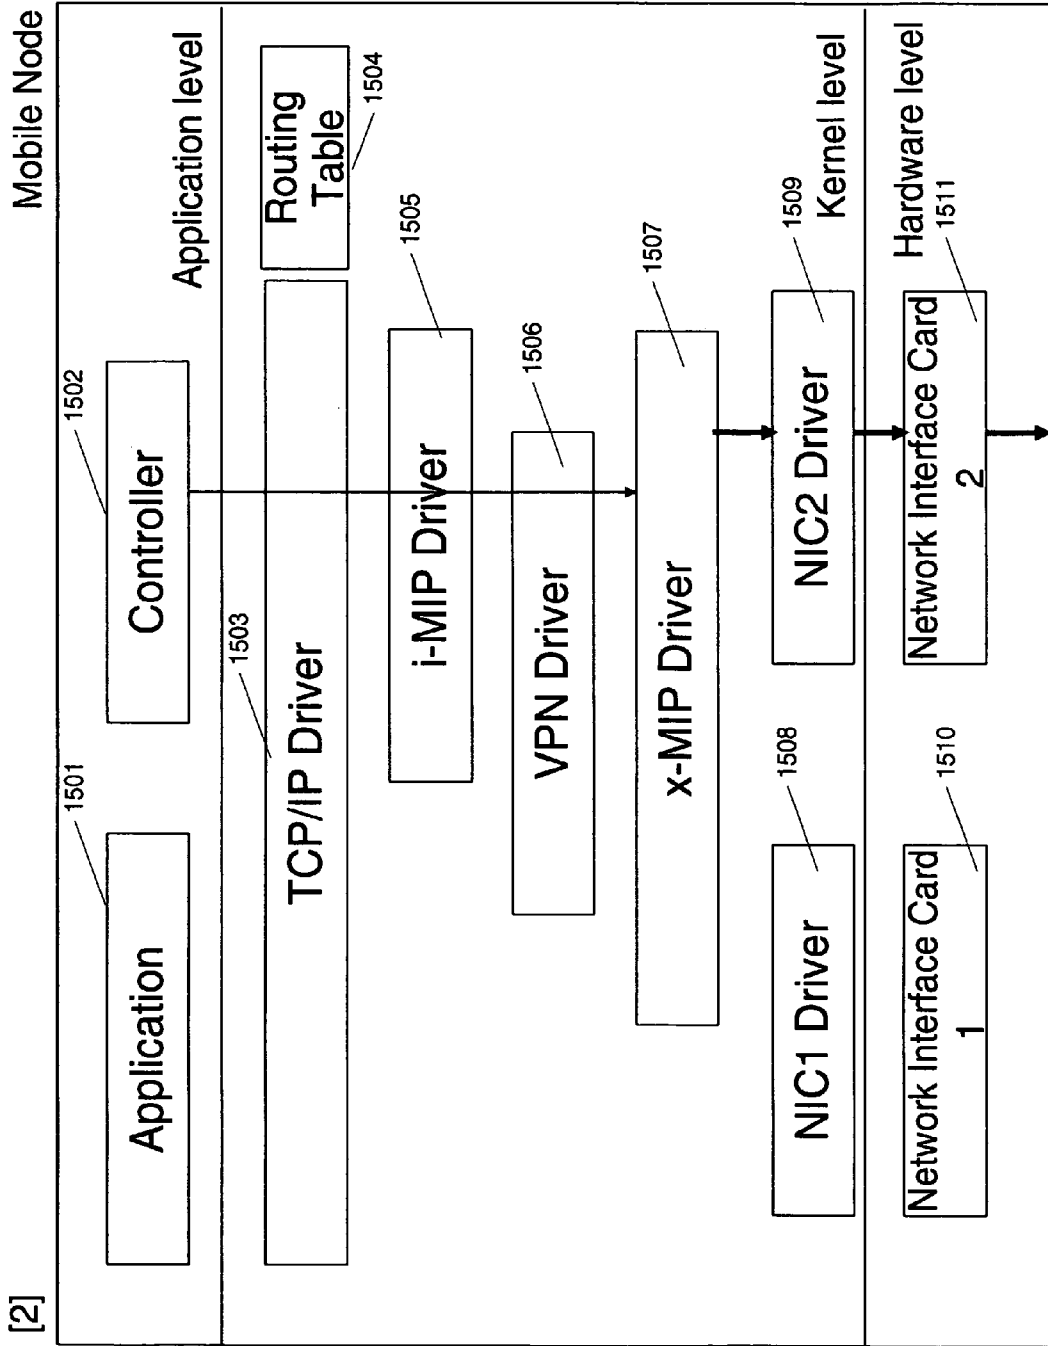 [2]
Mobile Node
Application level
1501
Application
1502
Controller
1503
TCP/IP Driver
Routing
Table
1504
1505
i-MIP Driver
1506
VPN Driver
1507
x-MIP Driver
1508
NIC1 Driver
1509
NIC2 Driver
Kernel level
Hardware level
1510
Network Interface Card
1
1511
Network Interface Card
2